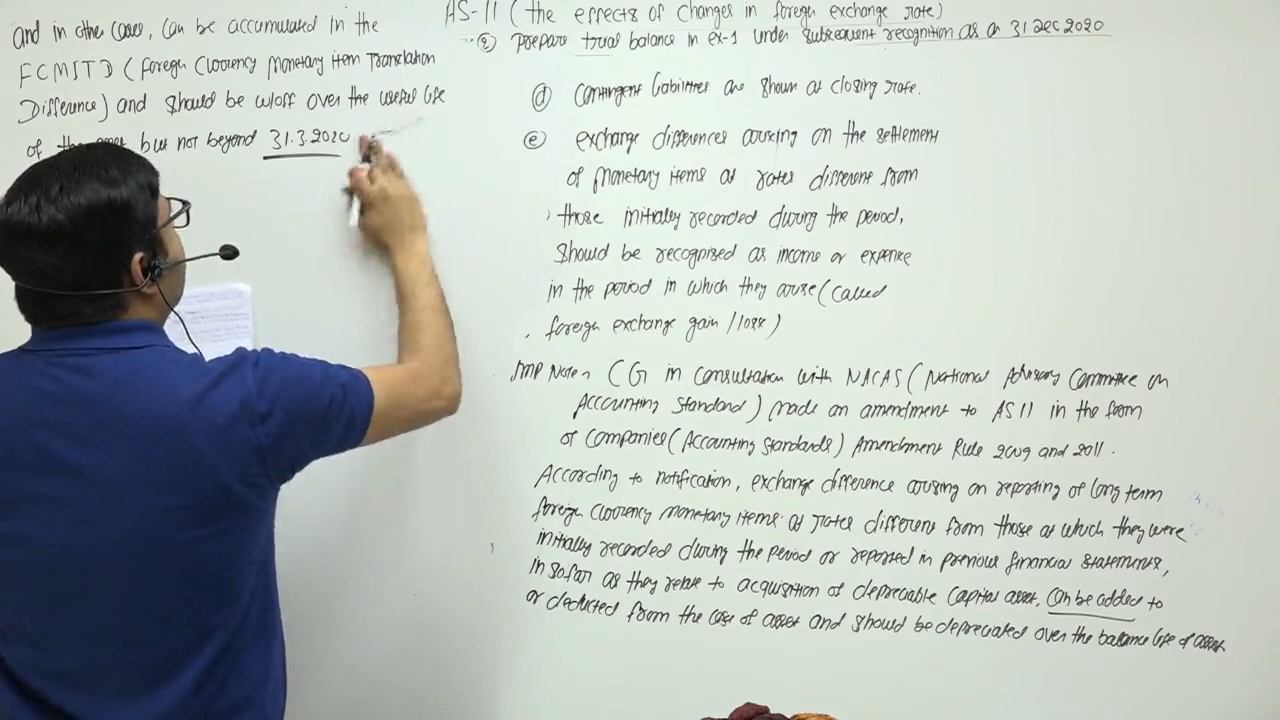 AS-11 (the effects of changes in foreign exchange rate)
Q) prepare trial balance in ex-1 under subsequent recognition as on 31 Dec 2020
(d) Contingent liabilities are shown at closing rate.
(e) exchange differences arising on the settlement
of monetary items at rates different from
those initially recorded during the period,
should be recognised as income or expense
in the period in which they arise (called
foreign exchange gain / loss)
IMP Note CG in consultation with NACAS (National Advisory Committee on
Accounting Standard) made an amendment to AS 11 in the form
of Companies (Accounting Standards) Amendment Rule 2009 and 2011.
According to notification, exchange difference arising on reporting of long term
foreign currency monetary items at rates different from those at which they were
initially recorded during the period or reported in previous financial statements,
in sofar as they relate to acquisition of depreciable capital asset, can be added to
or deducted from the cost of asset and should be depreciated over the balance life of asset
and in other cases, can be accumulated in the
FCMITD (foreign currency monetary item Translation
Difference) and should be w/off over the useful life
of the asset but not beyond 31.3.2020